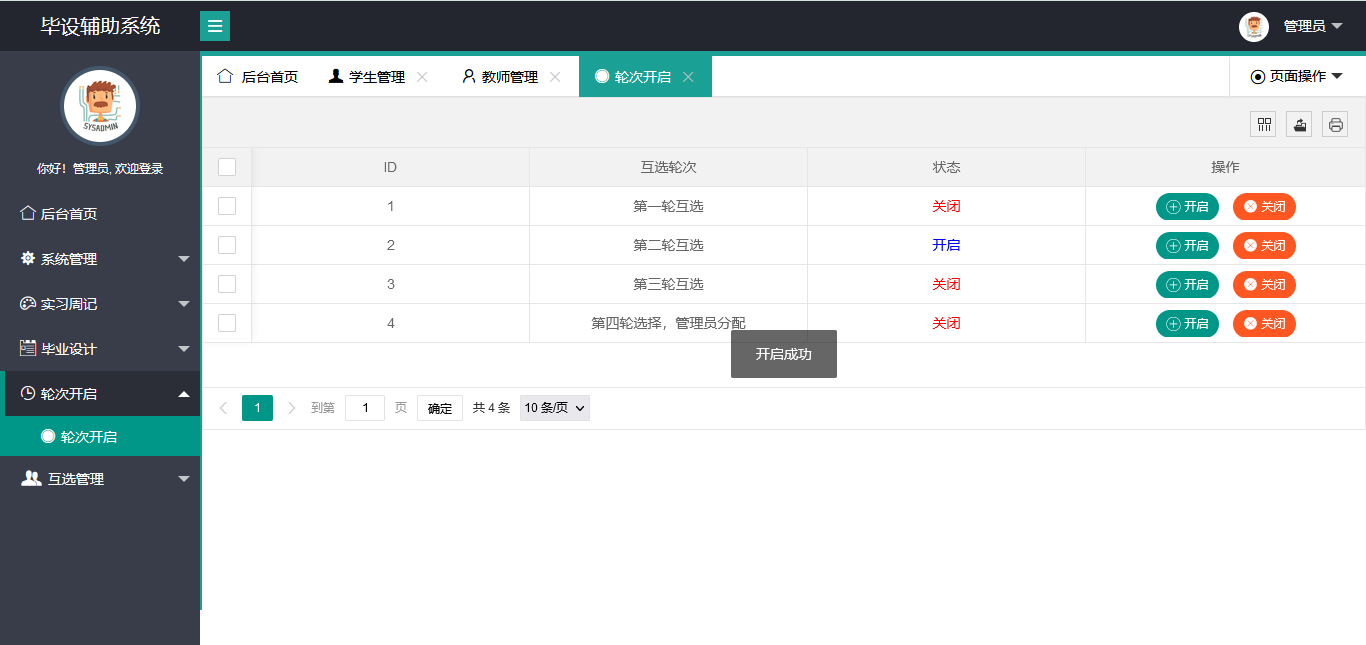 毕设辅助系统
管理员
SYSADMIN
你好！管理员, 欢迎登录
后台首页
系统管理
实习周记
毕业设计
轮次开启
轮次开启
互选管理
后台首页 学生管理 教师管理 轮次开启 页面操作
ID 互选轮次 状态 操作
1 第一轮互选 关闭 开启 关闭
2 第二轮互选 开启 开启 关闭
3 第三轮互选 关闭 开启 关闭
4 第四轮选择，管理员分配 关闭 开启 关闭
开启成功
1 到第 1 页 确定 共 4 条 10 条/页